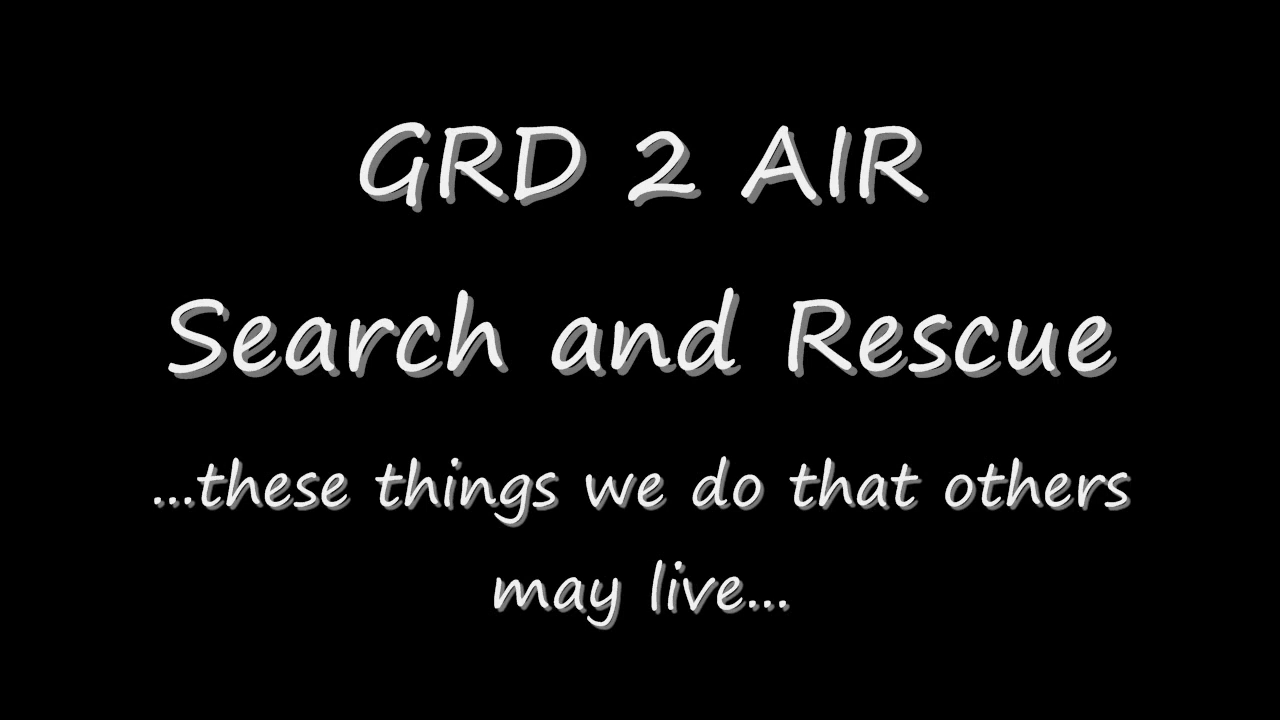 GRD 2 AIR
Search and Rescue
...these things we do that others
may live...